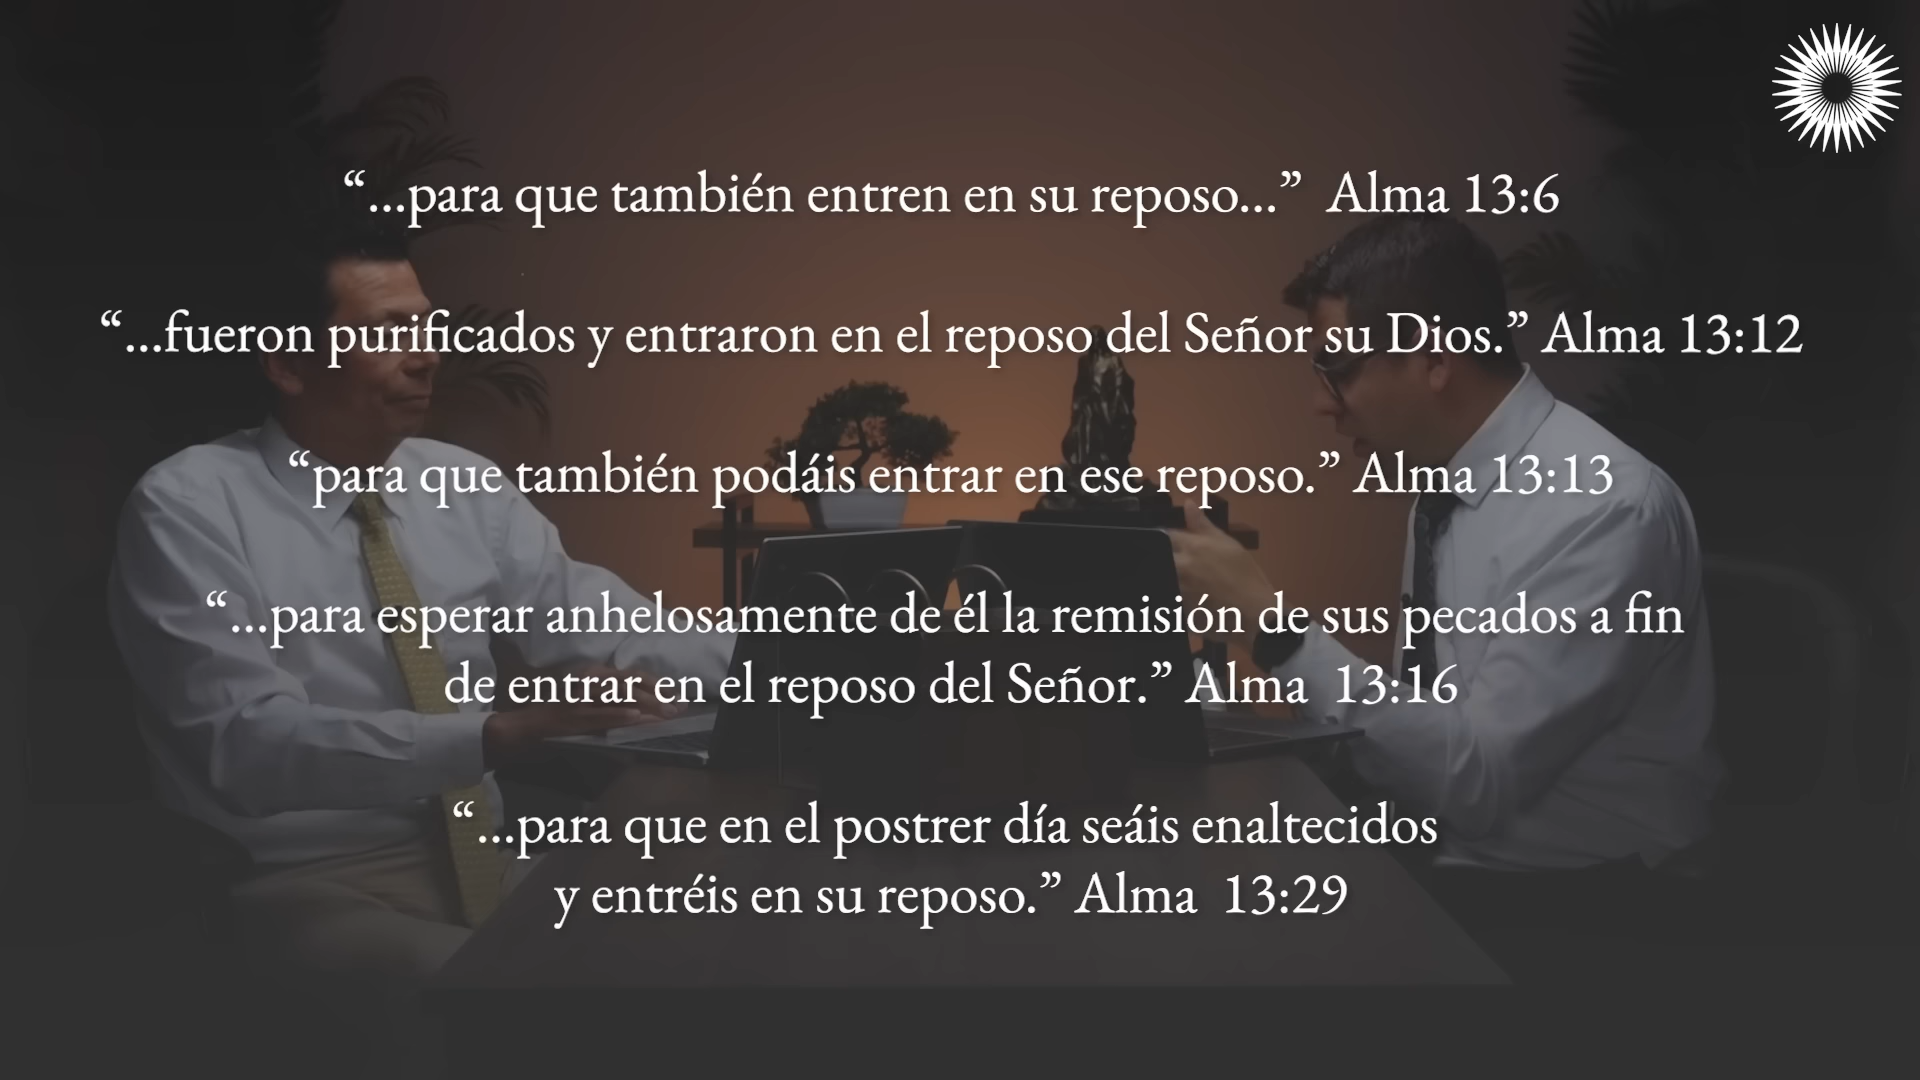 “...para que también entren en su reposo...” Alma 13:6
“...fueron purificados y entraron en el reposo del Señor su Dios.” Alma 13:12
“para que también podáis entrar en ese reposo.” Alma 13:13
“...para esperar anhelosamente de él la remisión de sus pecados a fin
de entrar en el reposo del Señor.” Alma 13:16
“...para que en el postrer día seáis enaltecidos
y entréis en su reposo.” Alma 13:29